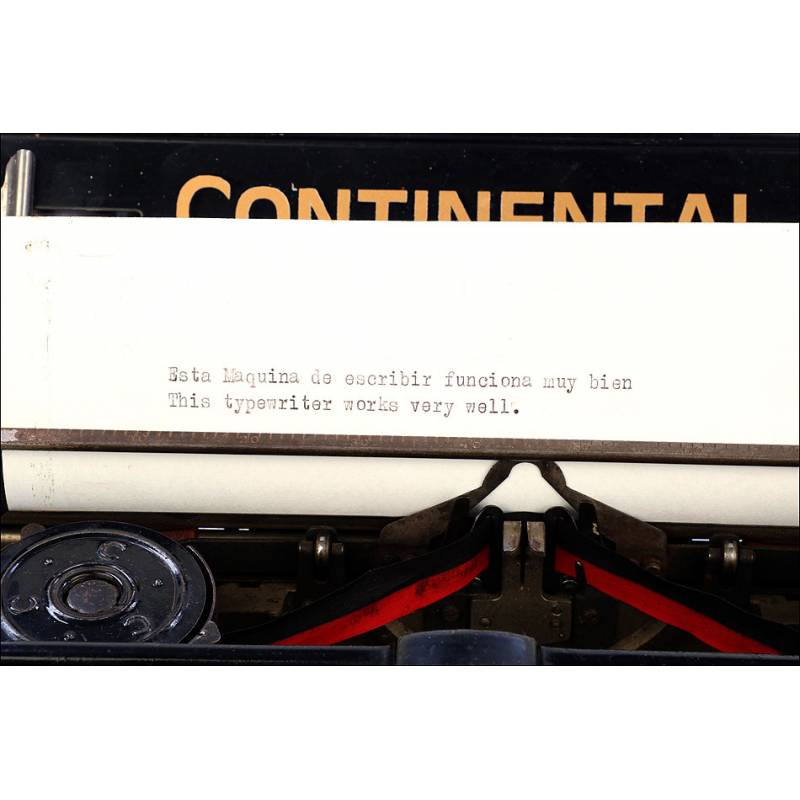 CONTINENTAL
Esta Maquina de escribir funciona muy bien
This typewriter works very well.